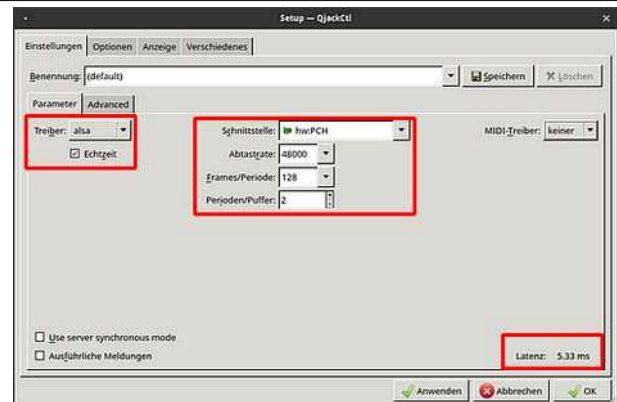 Setup — QjackCtl
Einstellungen Optionen Anzeige Verschiedenes
Benennung: (default) Speichern Löschen
Parameter Advanced
Treiber: alsa Schnittstelle: hw:PCH MIDI-Treiber: keiner
Echtzeit Abtastrate: 48000
Frames/Periode: 128
Perioden/Puffer: 2
Use server synchronous mode
Ausführliche Meldungen Latenz: 5.33 ms
Anwenden Abbrechen OK